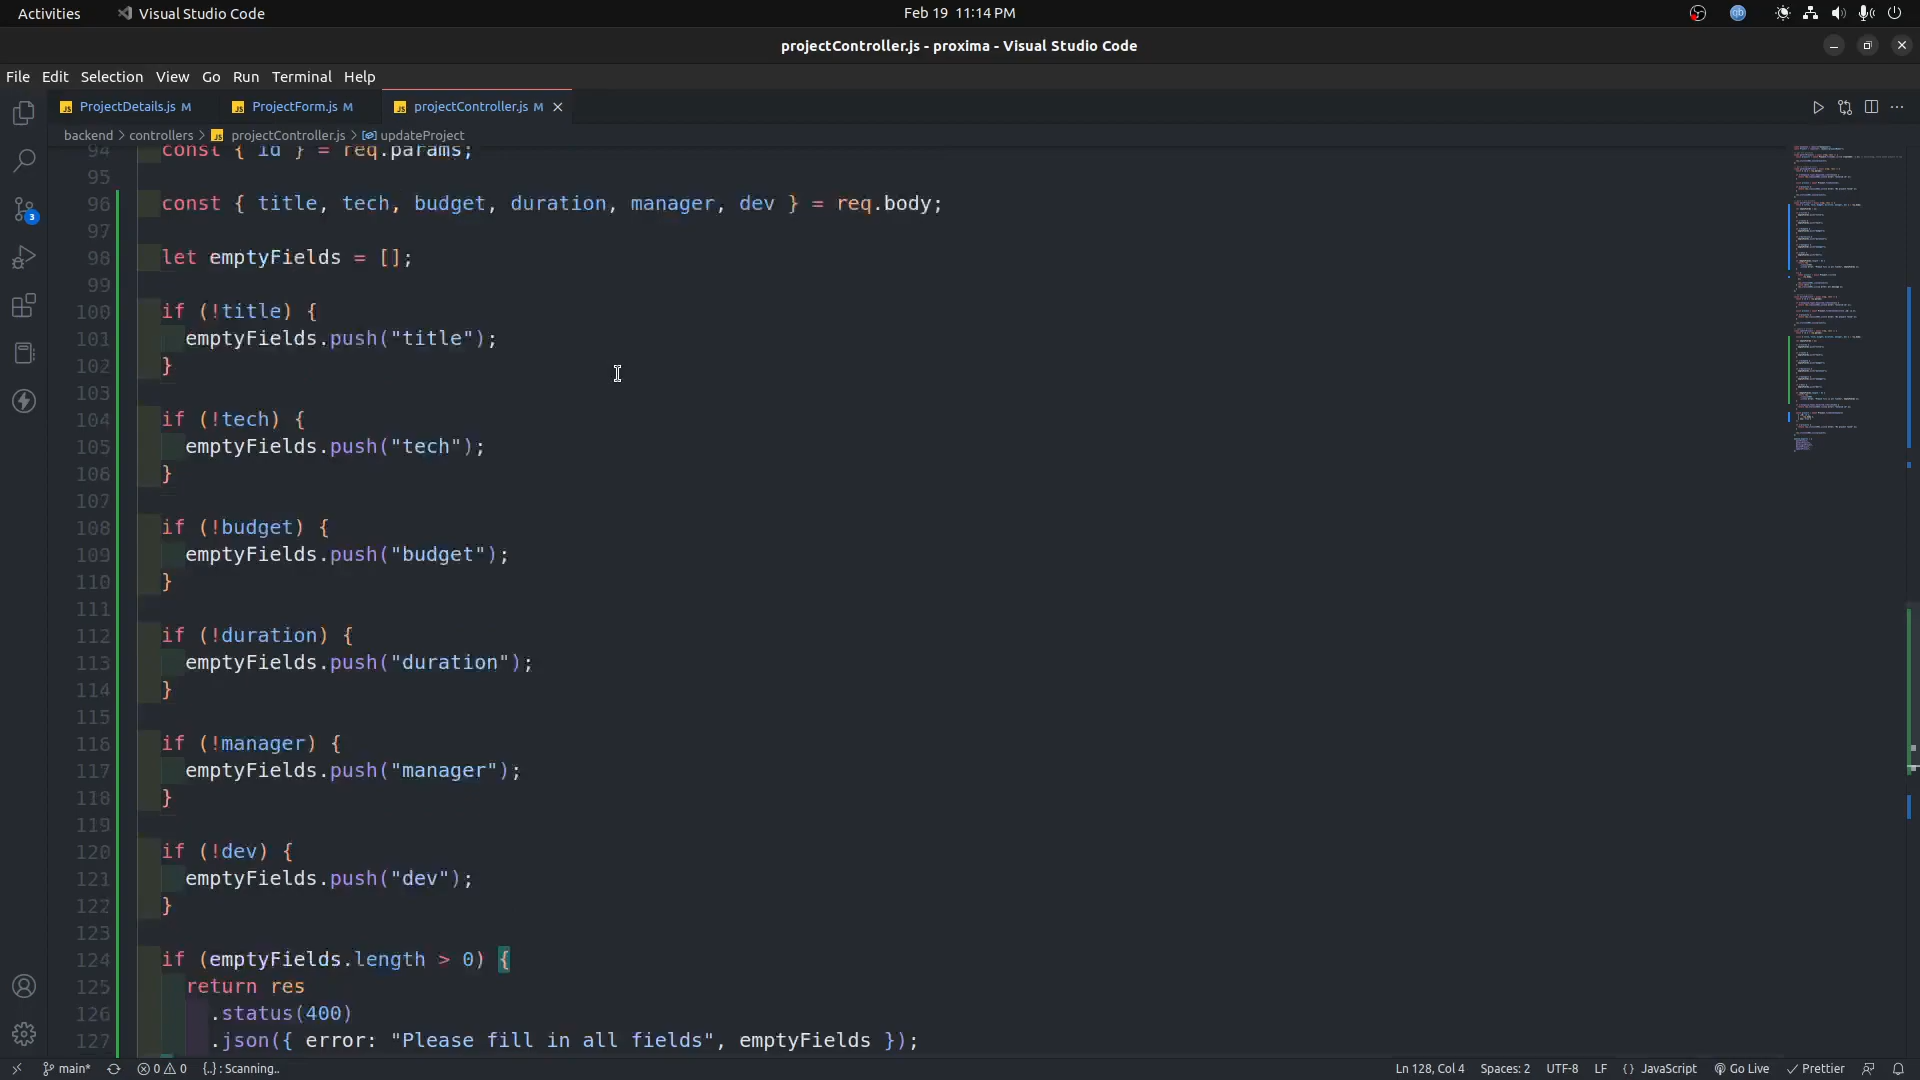 Activities Visual Studio Code Feb 19 11:14 PM
projectController.js - proxima - Visual Studio Code
File Edit Selection View Go Run Terminal Help
JS ProjectDetails.js M JS ProjectForm.js M JS projectController.js M
backend > controllers > JS projectController.js > updateProject
94 const { id } = req.params;
95
96 const { title, tech, budget, duration, manager, dev } = req.body;
97
98 let emptyFields = [];
99
100 if (!title) {
101 emptyFields.push("title");
102 }
103
104 if (!tech) {
105 emptyFields.push("tech");
106 }
107
108 if (!budget) {
109 emptyFields.push("budget");
110 }
111
112 if (!duration) {
113 emptyFields.push("duration");
114 }
115
116 if (!manager) {
117 emptyFields.push("manager");
118 }
119
120 if (!dev) {
121 emptyFields.push("dev");
122 }
123
124 if (emptyFields.length > 0) {
125 return res
126 .status(400)
127 .json({ error: "Please fill in all fields", emptyFields });
3
main* 0 0 {..} : Scanning.. Ln 128, Col 4 Spaces: 2 UTF-8 LF { } JavaScript Go Live Prettier